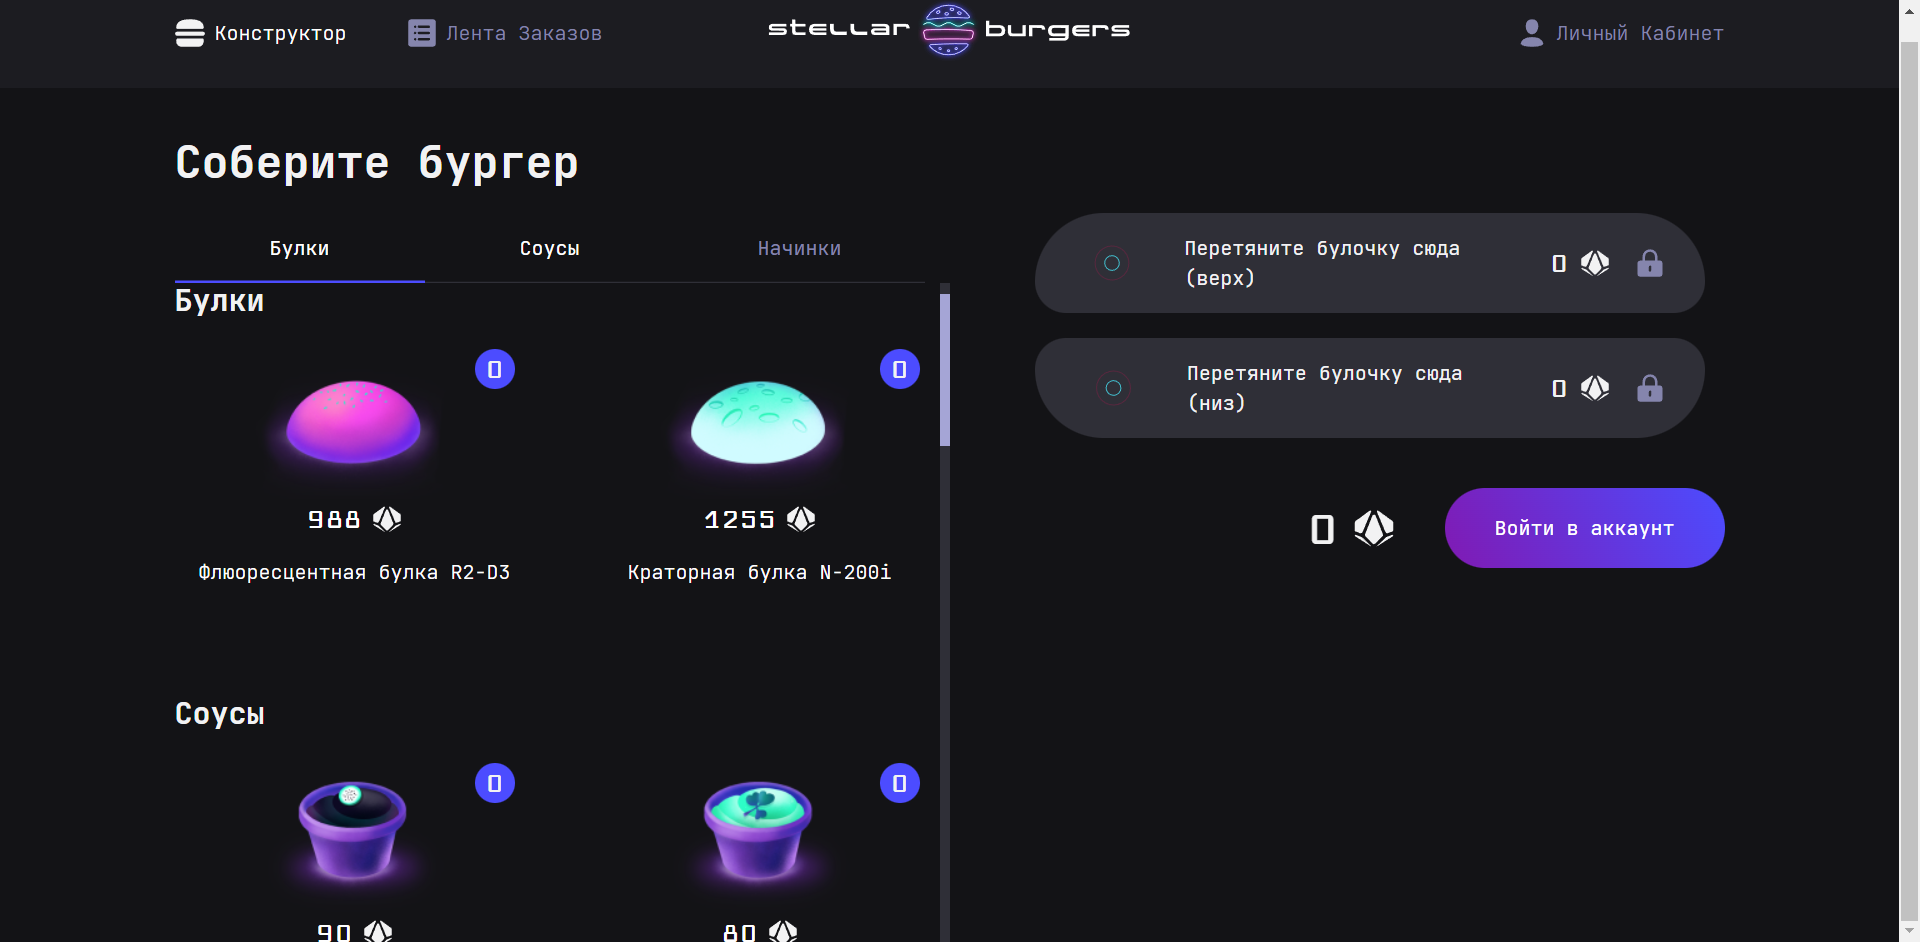 Конструктор
Лента Заказов
stellar burgers
Личный Кабинет
Соберите бургер
Булки
Соусы
Начинки
Булки
0
0
988
1255
Флюоресцентная булка R2-D3
Краторная булка N-200i
Соусы
0
0
90
80
Перетяните булочку сюда
(верх)
0
Перетяните булочку сюда
(низ)
0
0
Войти в аккаунт